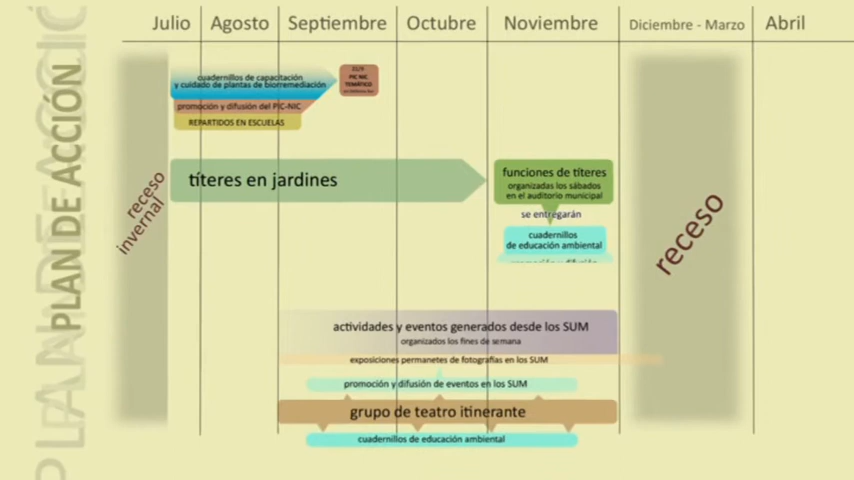 Julio
Agosto
Septiembre
Octubre
Noviembre
Diciembre - Marzo
Abril
PLAN DE ACCIÓN
receso
invernal
cuadernillos de capacitación
y cuidado de plantas de biorremediación
PIC NIC
TEMÁTICO
promoción y difusión del PIC-NIC
REPARTIDOS EN ESCUELAS
títeres en jardines
funciones de títeres
organizadas los sábados
en el auditorio municipal
se entregarán
cuadernillos
de educación ambiental
receso
actividades y eventos generados desde los SUM
organizados los fines de semana
exposiciones permanetes de fotografías en los SUM
promoción y difusión de eventos en los SUM
grupo de teatro itinerante
cuadernillos de educación ambiental